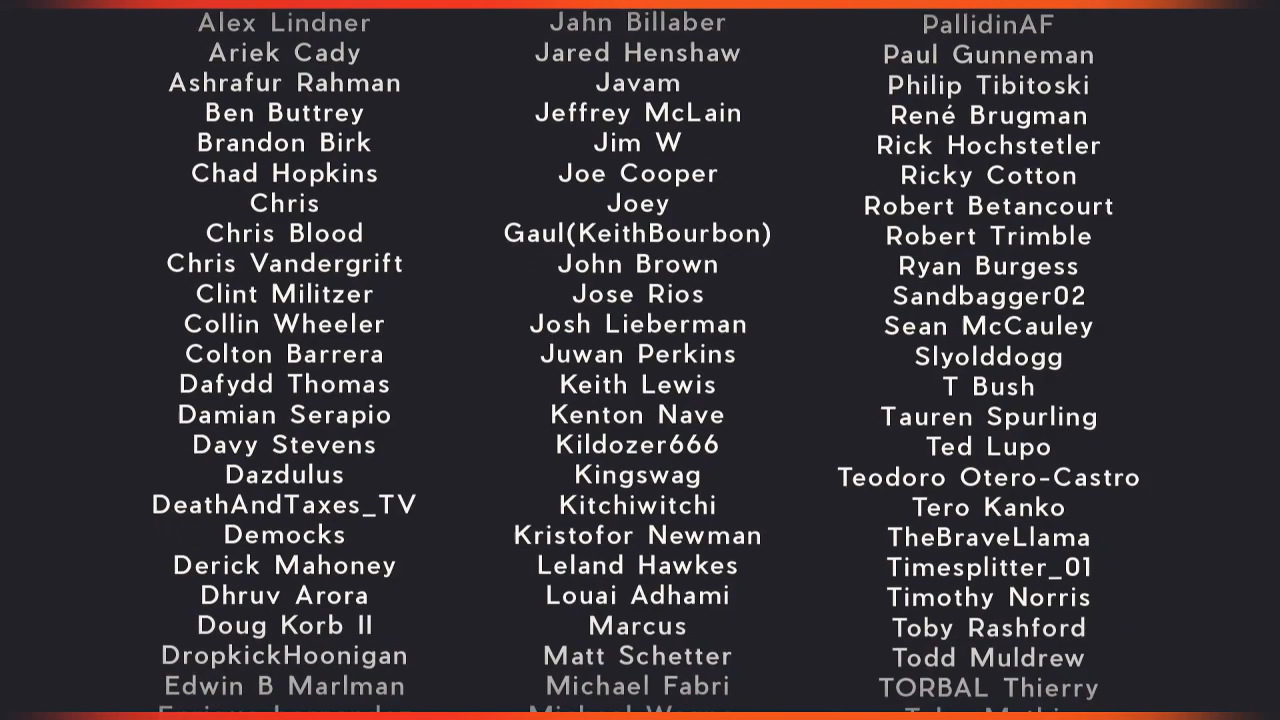 Alex Lindner
Ariek Cady
Ashrafur Rahman
Ben Buttrey
Brandon Birk
Chad Hopkins
Chris
Chris Blood
Chris Vandergrift
Clint Militzer
Collin Wheeler
Colton Barrera
Dafydd Thomas
Damian Serapio
Davy Stevens
Dazdulus
DeathAndTaxes_TV
Democks
Derick Mahoney
Dhruv Arora
Doug Korb II
DropkickHoonigan
Edwin B Marlman
Jahn Billaber
Jared Henshaw
Javam
Jeffrey McLain
Jim W
Joe Cooper
Joey
Gaul(KeithBourbon)
John Brown
Jose Rios
Josh Lieberman
Juwan Perkins
Keith Lewis
Kenton Nave
Kildozer666
Kingswag
Kitchiwitchi
Kristofor Newman
Leland Hawkes
Louai Adhami
Marcus
Matt Schetter
Michael Fabri
PallidinAF
Paul Gunneman
Philip Tibitoski
René Brugman
Rick Hochstetler
Ricky Cotton
Robert Betancourt
Robert Trimble
Ryan Burgess
Sandbagger02
Sean McCauley
Slyolddogg
T Bush
Tauren Spurling
Ted Lupo
Teodoro Otero-Castro
Tero Kanko
TheBraveLlama
Timesplitter_01
Timothy Norris
Toby Rashford
Todd Muldrew
TORBAL Thierry